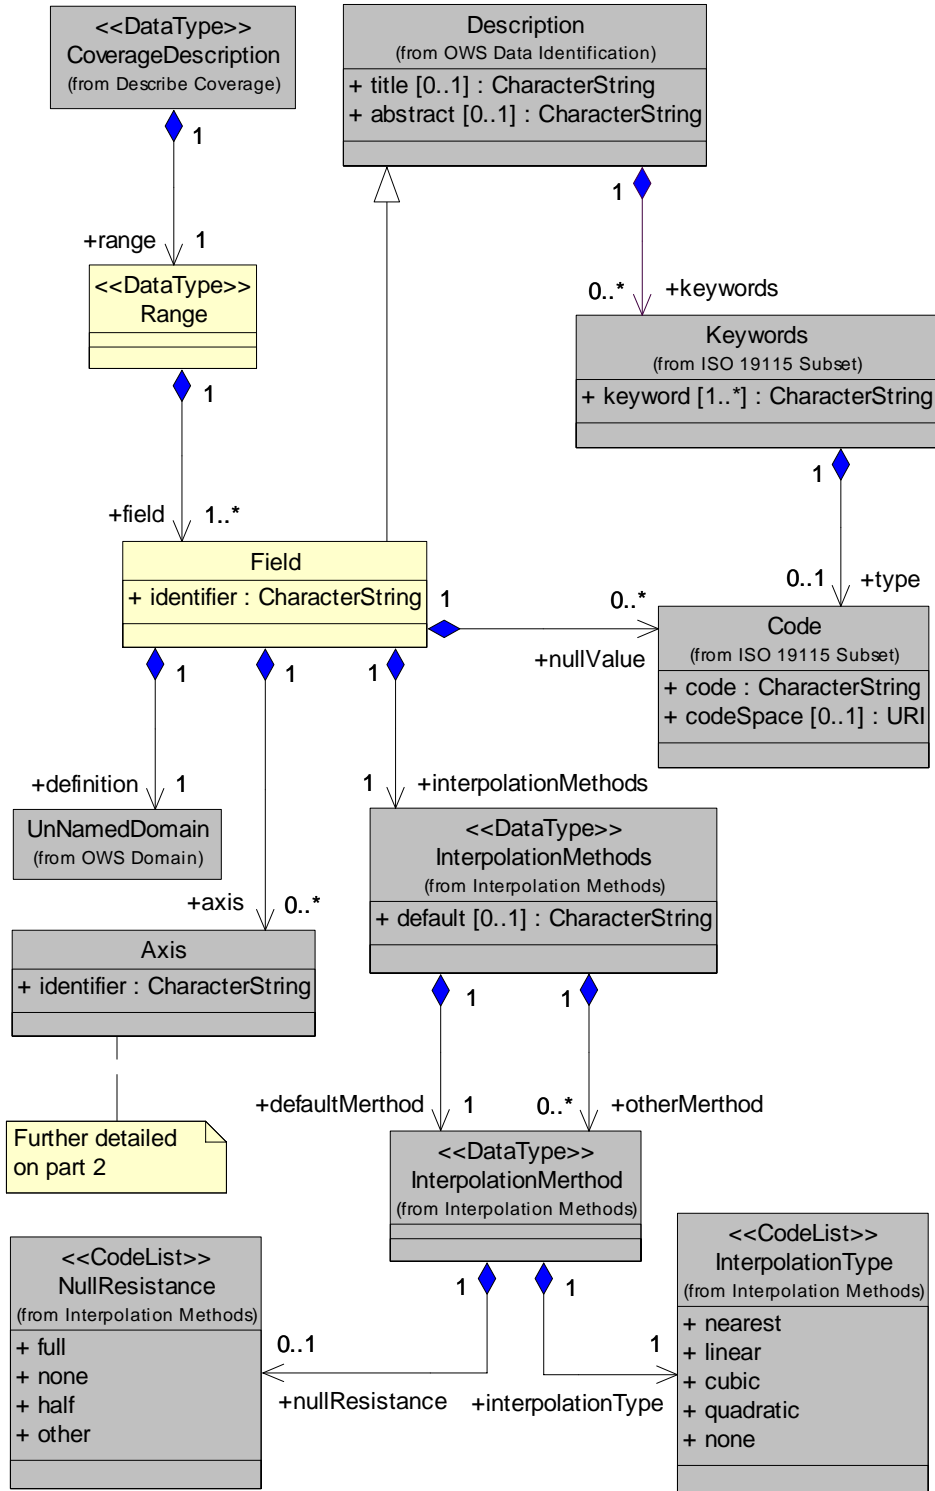 <<DataType>>
CoverageDescription
(from Describe Coverage)
Description
(from OWS Data Identification)
+ title [0..1] : CharacterString
+ abstract [0..1] : CharacterString
1
1
+range
1
0..*
+keywords
<<DataType>>
Range
Keywords
(from ISO 19115 Subset)
+ keyword [1..*] : CharacterString
1
1
+field
1..*
0..1
+type
Field
+ identifier : CharacterString
1
0..*
+nullValue
Code
(from ISO 19115 Subset)
+ code : CharacterString
+ codeSpace [0..1] : URI
1
1
1
+definition
1
1
+interpolationMethods
UnNamedDomain
(from OWS Domain)
<<DataType>>
InterpolationMethods
(from Interpolation Methods)
+ default [0..1] : CharacterString
+axis
0..*
Axis
+ identifier : CharacterString
1
1
+defaultMerthod
1
0..*
+otherMerthod
Further detailed
on part 2
<<DataType>>
InterpolationMerthod
(from Interpolation Methods)
<<CodeList>>
NullResistance
(from Interpolation Methods)
+ full
+ none
+ half
+ other
1
1
0..1
+nullResistance
1
+interpolationType
<<CodeList>>
InterpolationType
(from Interpolation Methods)
+ nearest
+ linear
+ cubic
+ quadratic
+ none